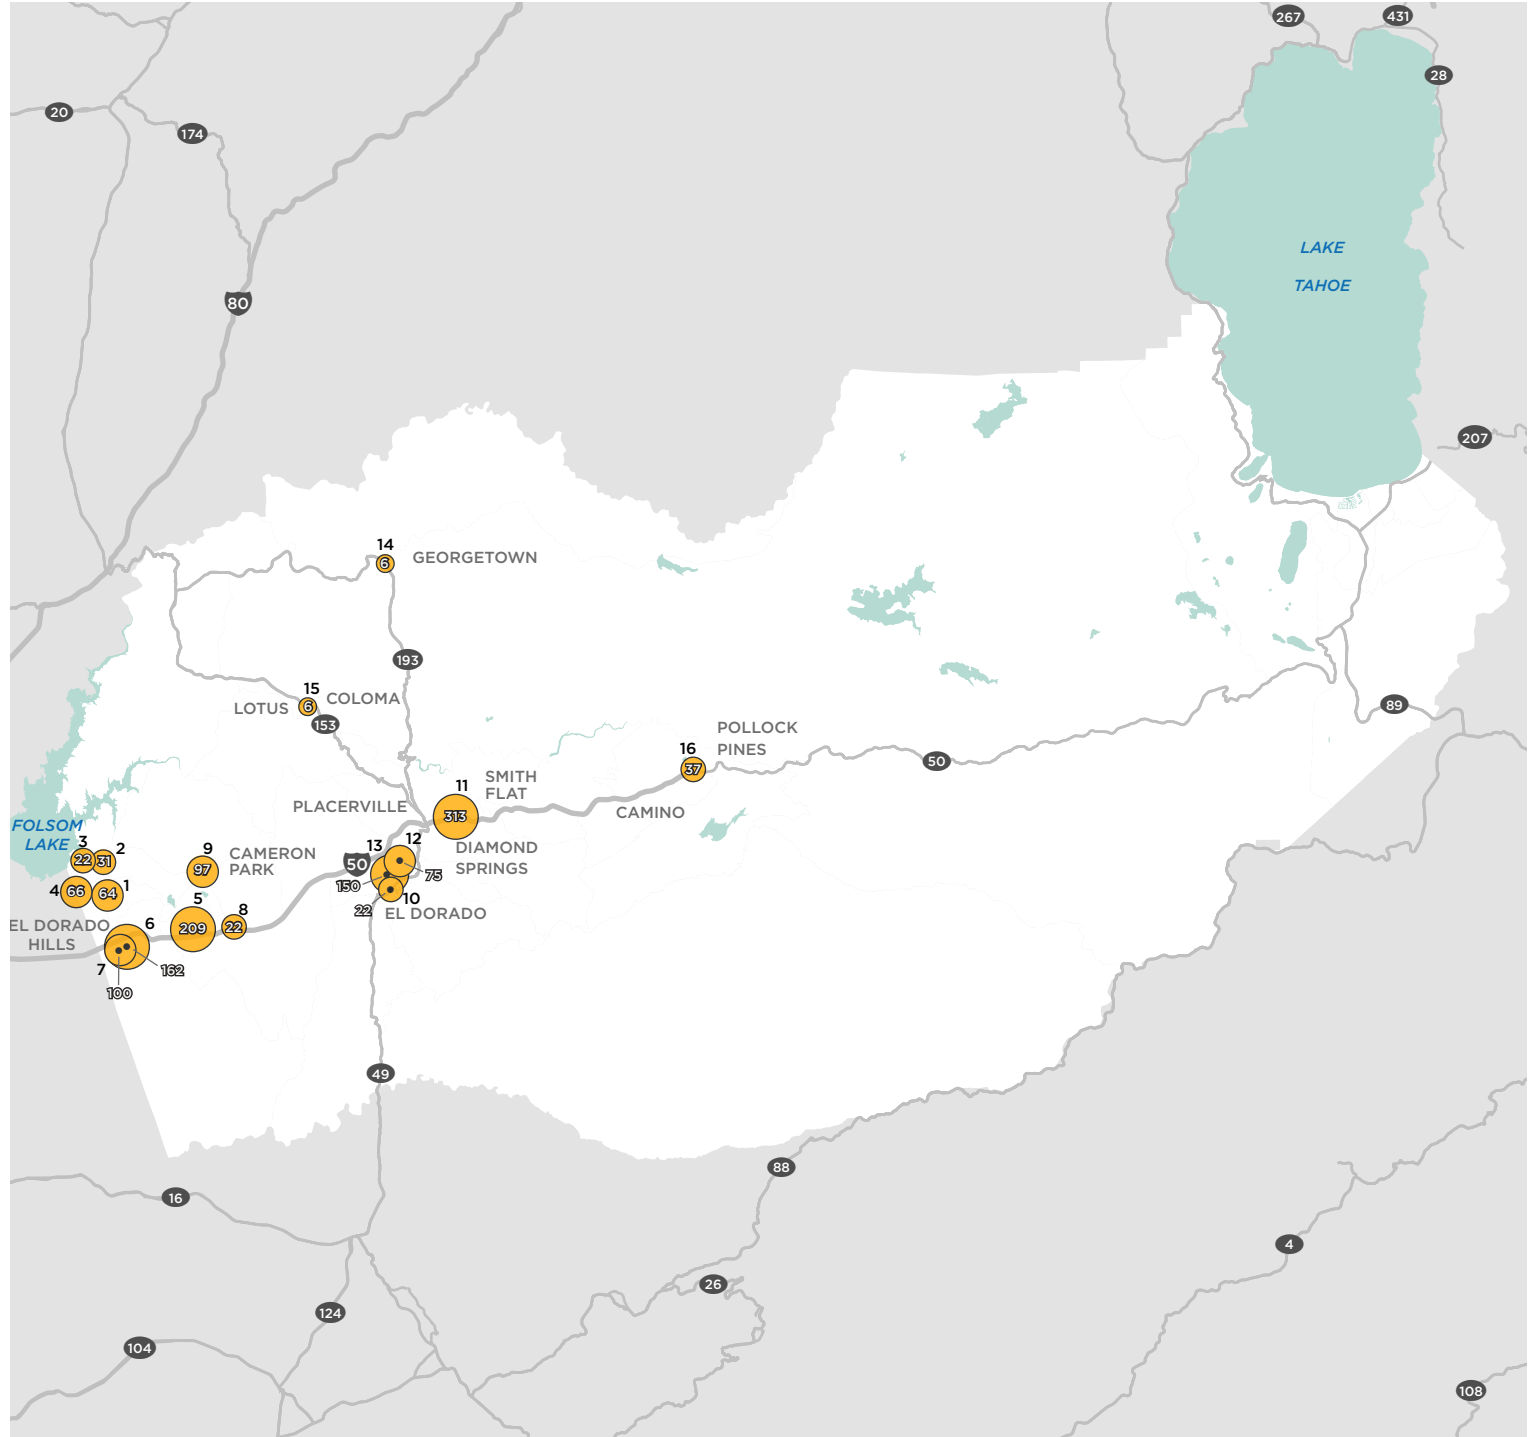 267
431
28
20
174
LAKE
TAHOE
80
207
14
6
GEORGETOWN
193
15
6
COLOMA
LOTUS
153
89
POLLOCK
PINES
16
37
50
SMITH
FLAT
11
313
PLACERVILLE
CAMINO
FOLSOM
LAKE
3
22
31
2
9
97
CAMERON
PARK
13
12
50
DIAMOND
SPRINGS
75
150
4
66
64
1
22
10
EL DORADO
5
209
8
22
EL DORADO
HILLS
6
7
162
100
49
88
16
4
26
124
104
108